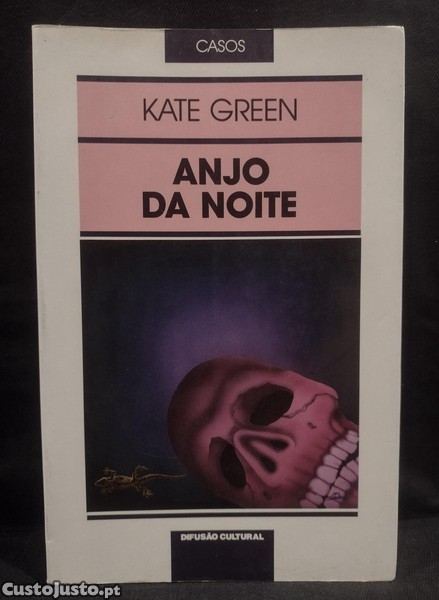 CASOS
KATE GREEN
ANJO
DA NOITE
DIFUSÃO CULTURAL
CustoJusto.pt